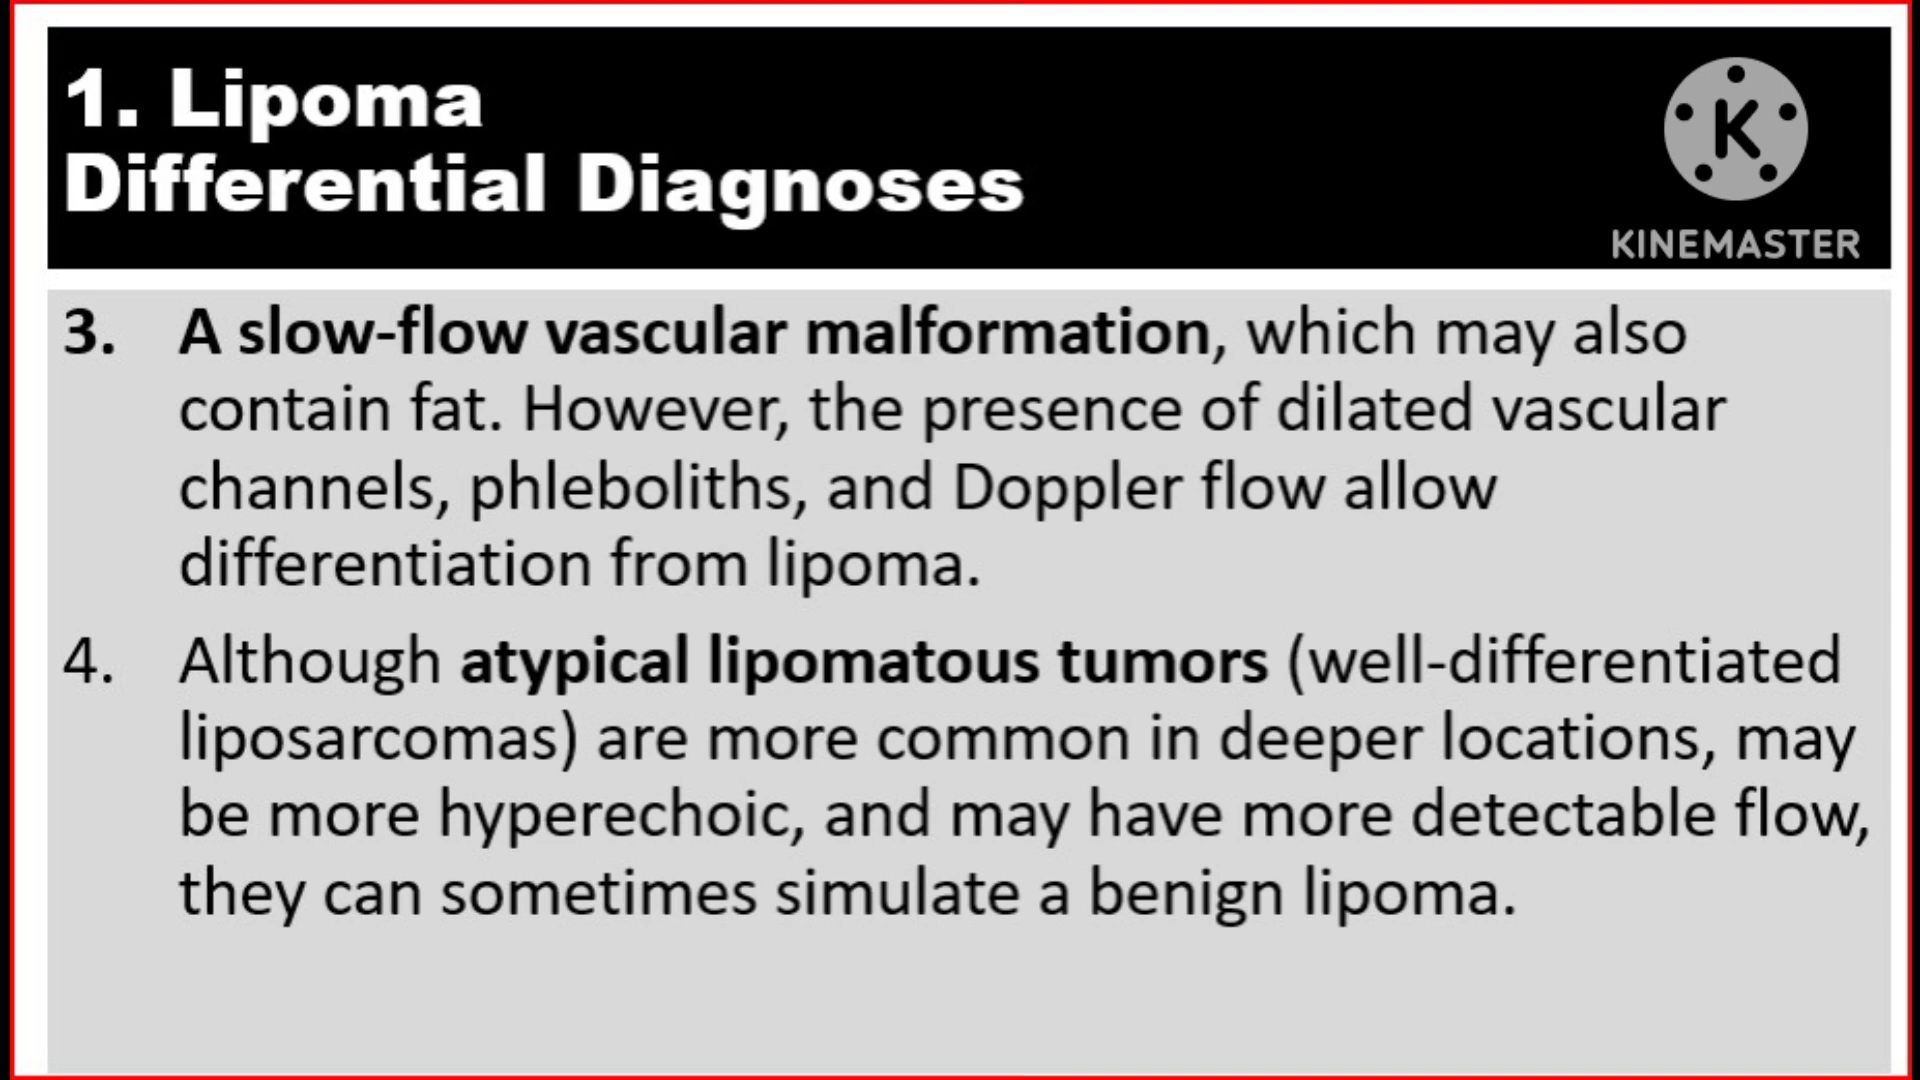 1. Lipoma
Differential Diagnoses
K
KINEMASTER
3. A slow-flow vascular malformation, which may also
contain fat. However, the presence of dilated vascular
channels, phleboliths, and Doppler flow allow
differentiation from lipoma.
4. Although atypical lipomatous tumors (well-differentiated
liposarcomas) are more common in deeper locations, may
be more hyperechoic, and may have more detectable flow,
they can sometimes simulate a benign lipoma.